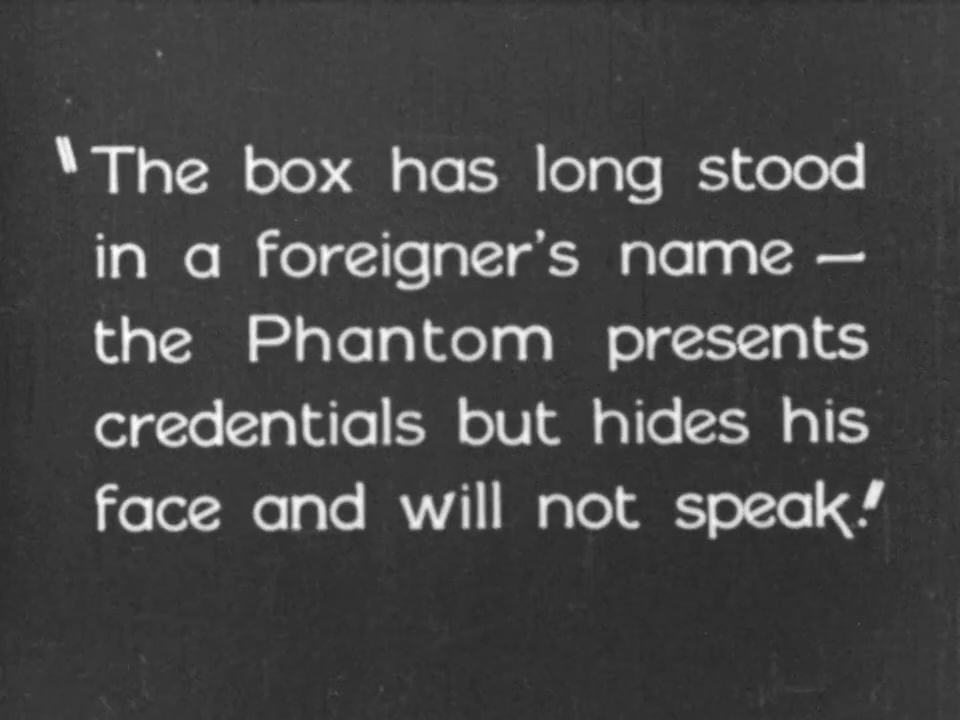 "The box has long stood
in a foreigner's name —
the Phantom presents
credentials but hides his
face and will not speak."